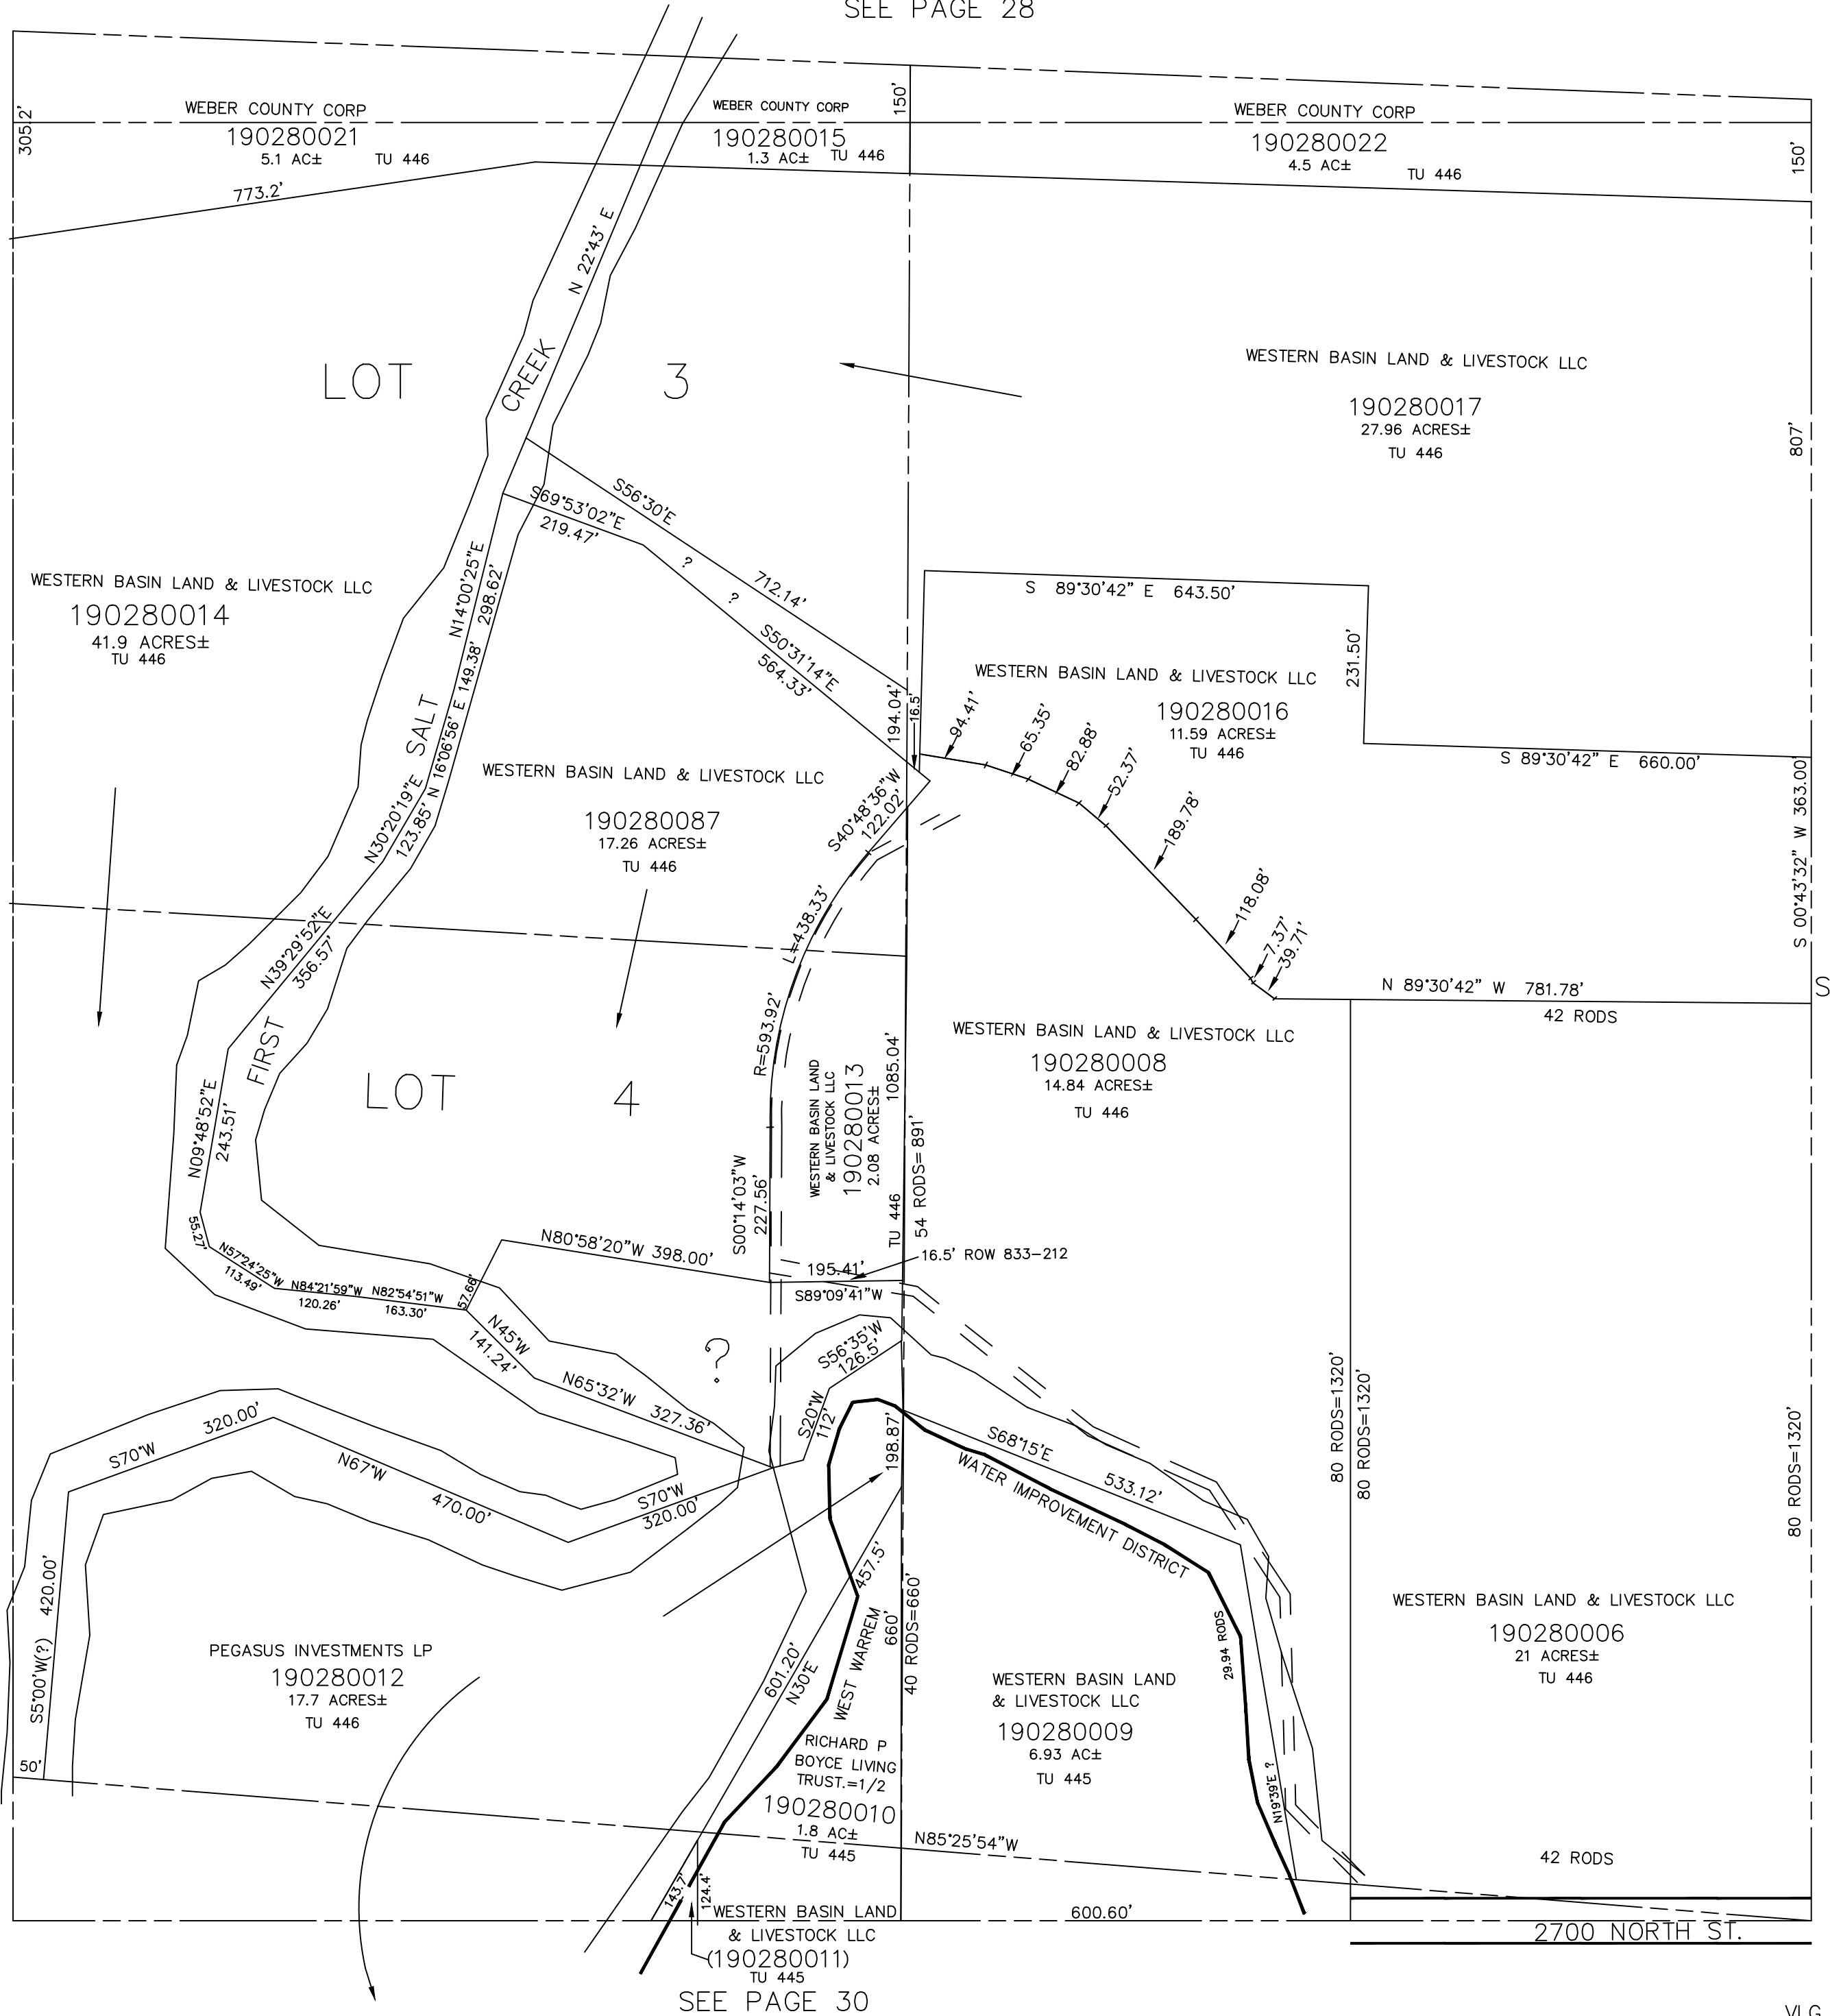 SEE PAGE 28
305.2'
WEBER COUNTY CORP
190280021
5.1 AC± TU 446
773.2'
WEBER COUNTY CORP
190280015
1.3 AC± TU 446
150'
WEBER COUNTY CORP
190280022
4.5 AC±
TU 446
150'
N 22°43' E
LOT 3
CREEK
WESTERN BASIN LAND & LIVESTOCK LLC
190280017
27.96 ACRES±
TU 446
807'
S56°30'E
712.14'
S69°53'02"E
219.47'
?
?
S50°31'14"E
564.33'
WESTERN BASIN LAND & LIVESTOCK LLC
190280014
41.9 ACRES±
TU 446
N14°00'25"E
298.62'
N 16°06'56' E 149.38'
SALT
N30°20'19"E
123.85'
S 89°30'42" E 643.50'
231.50'
WESTERN BASIN LAND & LIVESTOCK LLC
190280016
11.59 ACRES±
TU 446
S 89°30'42" E 660.00'
S 00°43'32" W 363.00'
194.04'
16.5'
94.41'
65.35'
82.88'
52.37'
189.78'
118.08'
7.37'
39.71'
WESTERN BASIN LAND & LIVESTOCK LLC
190280087
17.26 ACRES±
TU 446
S40°48'36"W
122.02'
L=438.33'
R=593.92'
N39°29'52"E
356.57'
FIRST
N 89°30'42" W 781.78'
42 RODS
S
WESTERN BASIN LAND & LIVESTOCK LLC
190280008
14.84 ACRES±
TU 446
LOT 4
WESTERN BASIN LAND
& LIVESTOCK LLC
190280013
2.08 ACRES±
TU 446
1085.04'
54 RODS= 891'
N09°48'52"E
243.51'
S00°14'03"W
227.56'
55.27'
N57°24'25"W
113.49'
N84°21'59"W
120.26'
N82°54'51"W
163.30'
57.66'
N80°58'20"W 398.00'
195.41'
S89°09'41"W
16.5' ROW 833-212
N45°W
141.24'
N65°32'W 327.36'
?
S56°35'W
126.5'
S20°W
112'
198.87'
S68°15'E
533.12'
WATER IMPROVEMENT DISTRICT
80 RODS=1320'
80 RODS=1320'
80 RODS=1320'
S70°W
320.00'
N67°W
470.00'
S70°W
320.00'
S5°00'W(?) 420.00'
50'
PEGASUS INVESTMENTS LP
190280012
17.7 ACRES±
TU 446
457.5'
601.20'
N30°E
WEST WARREM
660'
40 RODS=660'
29.94 RODS
N19°39'E ?
WESTERN BASIN LAND
& LIVESTOCK LLC
190280009
6.93 AC±
TU 445
WESTERN BASIN LAND & LIVESTOCK LLC
190280006
21 ACRES±
TU 446
RICHARD P
BOYCE LIVING
TRUST.=1/2
190280010
1.8 AC±
TU 445
N85°25'54"W
42 RODS
143.7'
124.4'
WESTERN BASIN LAND
& LIVESTOCK LLC
(190280011)
TU 445
600.60'
2700 NORTH ST.
SEE PAGE 30
VLG